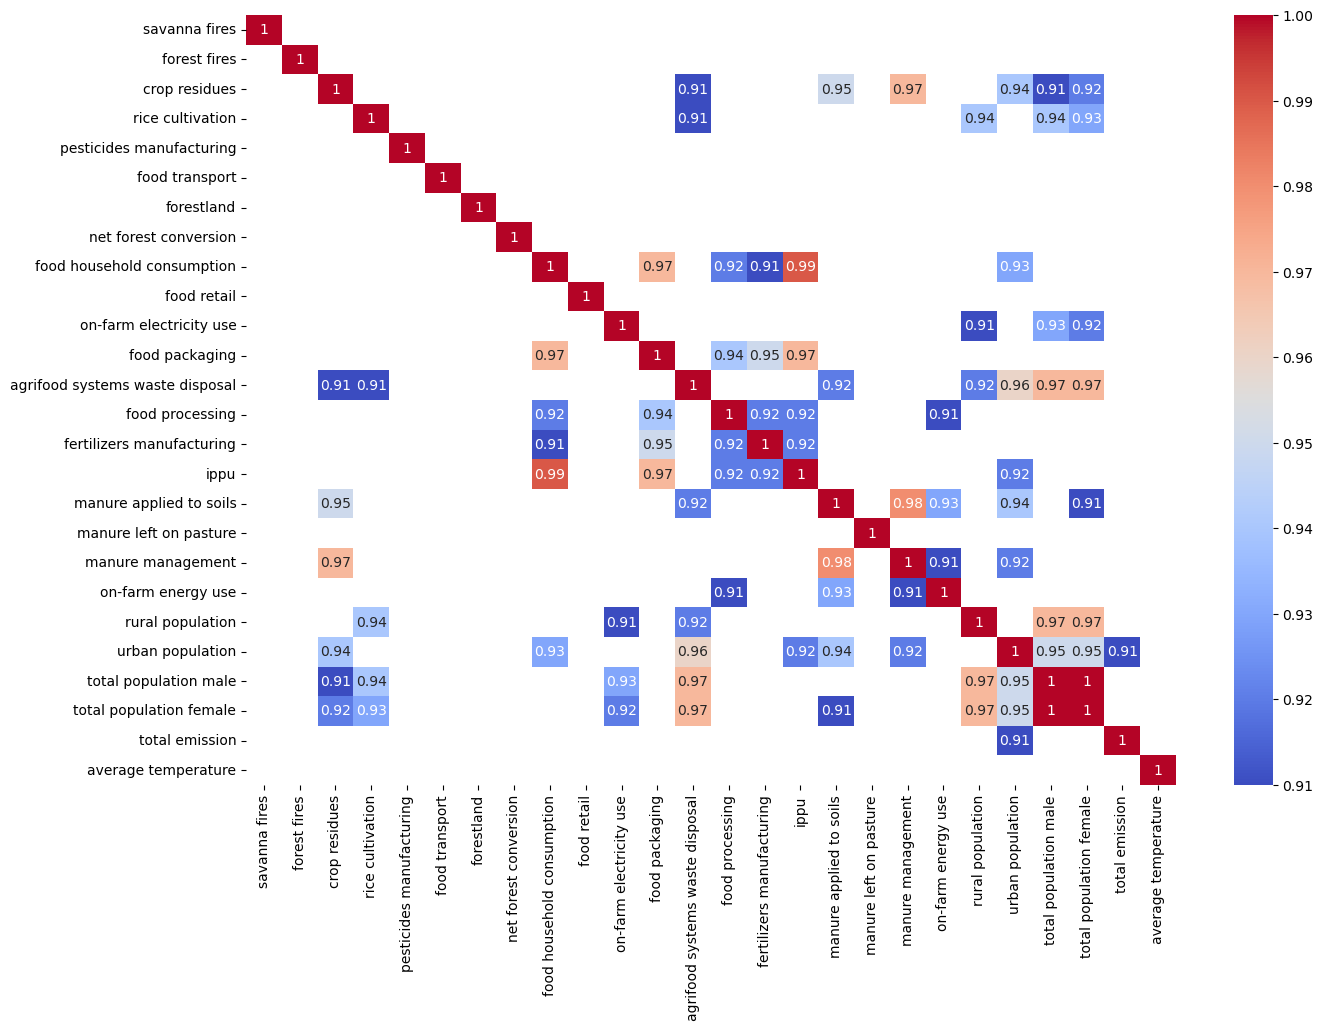 savanna fires 1 1.00
forest fires 1
crop residues 1 0.91 0.95 0.97 0.94 0.91 0.92 0.99
rice cultivation 1 0.91 0.94 0.94 0.93
pesticides manufacturing 1
food transport 1 0.98
forestland 1
net forest conversion 1
food household consumption 1 0.97 0.92 0.91 0.99 0.93 0.97
food retail 1
on-farm electricity use 1 0.91 0.93 0.92
food packaging 0.97 1 0.94 0.95 0.97 0.96
agrifood systems waste disposal 0.91 0.91 1 0.92 0.92 0.96 0.97 0.97
food processing 0.92 0.94 1 0.92 0.92 0.91
fertilizers manufacturing 0.91 0.95 0.92 1 0.92 0.95
ippu 0.99 0.97 0.92 0.92 1 0.92
manure applied to soils 0.95 0.92 1 0.98 0.93 0.94 0.91
manure left on pasture 1 0.94
manure management 0.97 0.98 1 0.91 0.92
on-farm energy use 0.91 0.93 0.91 1
rural population 0.94 0.91 0.92 1 0.97 0.97 0.93
urban population 0.94 0.93 0.96 0.92 0.94 0.92 1 0.95 0.95 0.91
total population male 0.91 0.94 0.93 0.97 0.97 0.95 1 1
total population female 0.92 0.93 0.92 0.97 0.91 0.97 0.95 1 1 0.92
total emission 0.91 1
average temperature 1 0.91
savanna fires
forest fires
crop residues
rice cultivation
pesticides manufacturing
food transport
forestland
net forest conversion
food household consumption
food retail
on-farm electricity use
food packaging
agrifood systems waste disposal
food processing
fertilizers manufacturing
ippu
manure applied to soils
manure left on pasture
manure management
on-farm energy use
rural population
urban population
total population male
total population female
total emission
average temperature